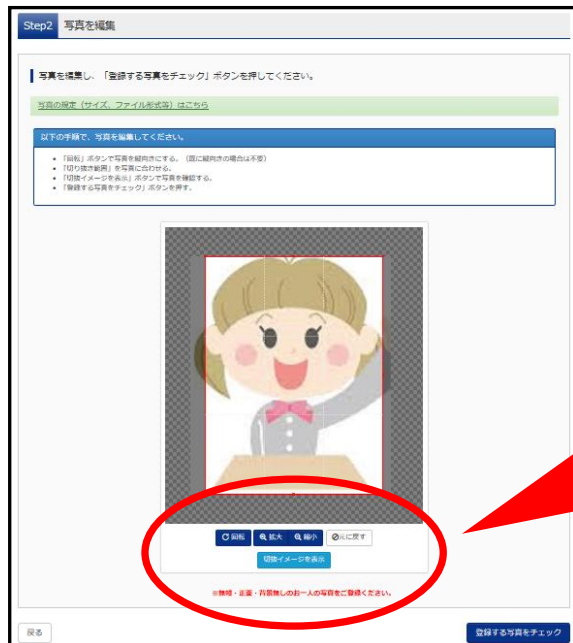 Step2 写真を編集
写真を編集し、「登録する写真をチェック」ボタンを押してください。
写真の規定（サイズ、ファイル形式等）はこちら
以下の手順で、写真を編集してください。
・「回転」ボタンで写真を縦向きにする。（既に縦向きの場合は不要）
・「切り抜き範囲」を写真に合わせる。
・「切抜イメージを表示」ボタンで写真を確認する。
・「登録する写真をチェック」ボタンを押す。
回転 拡大 縮小 元に戻す
切抜イメージを表示
※無帽・正面・背景無しのお一人の写真をご登録ください。
戻る 登録する写真をチェック